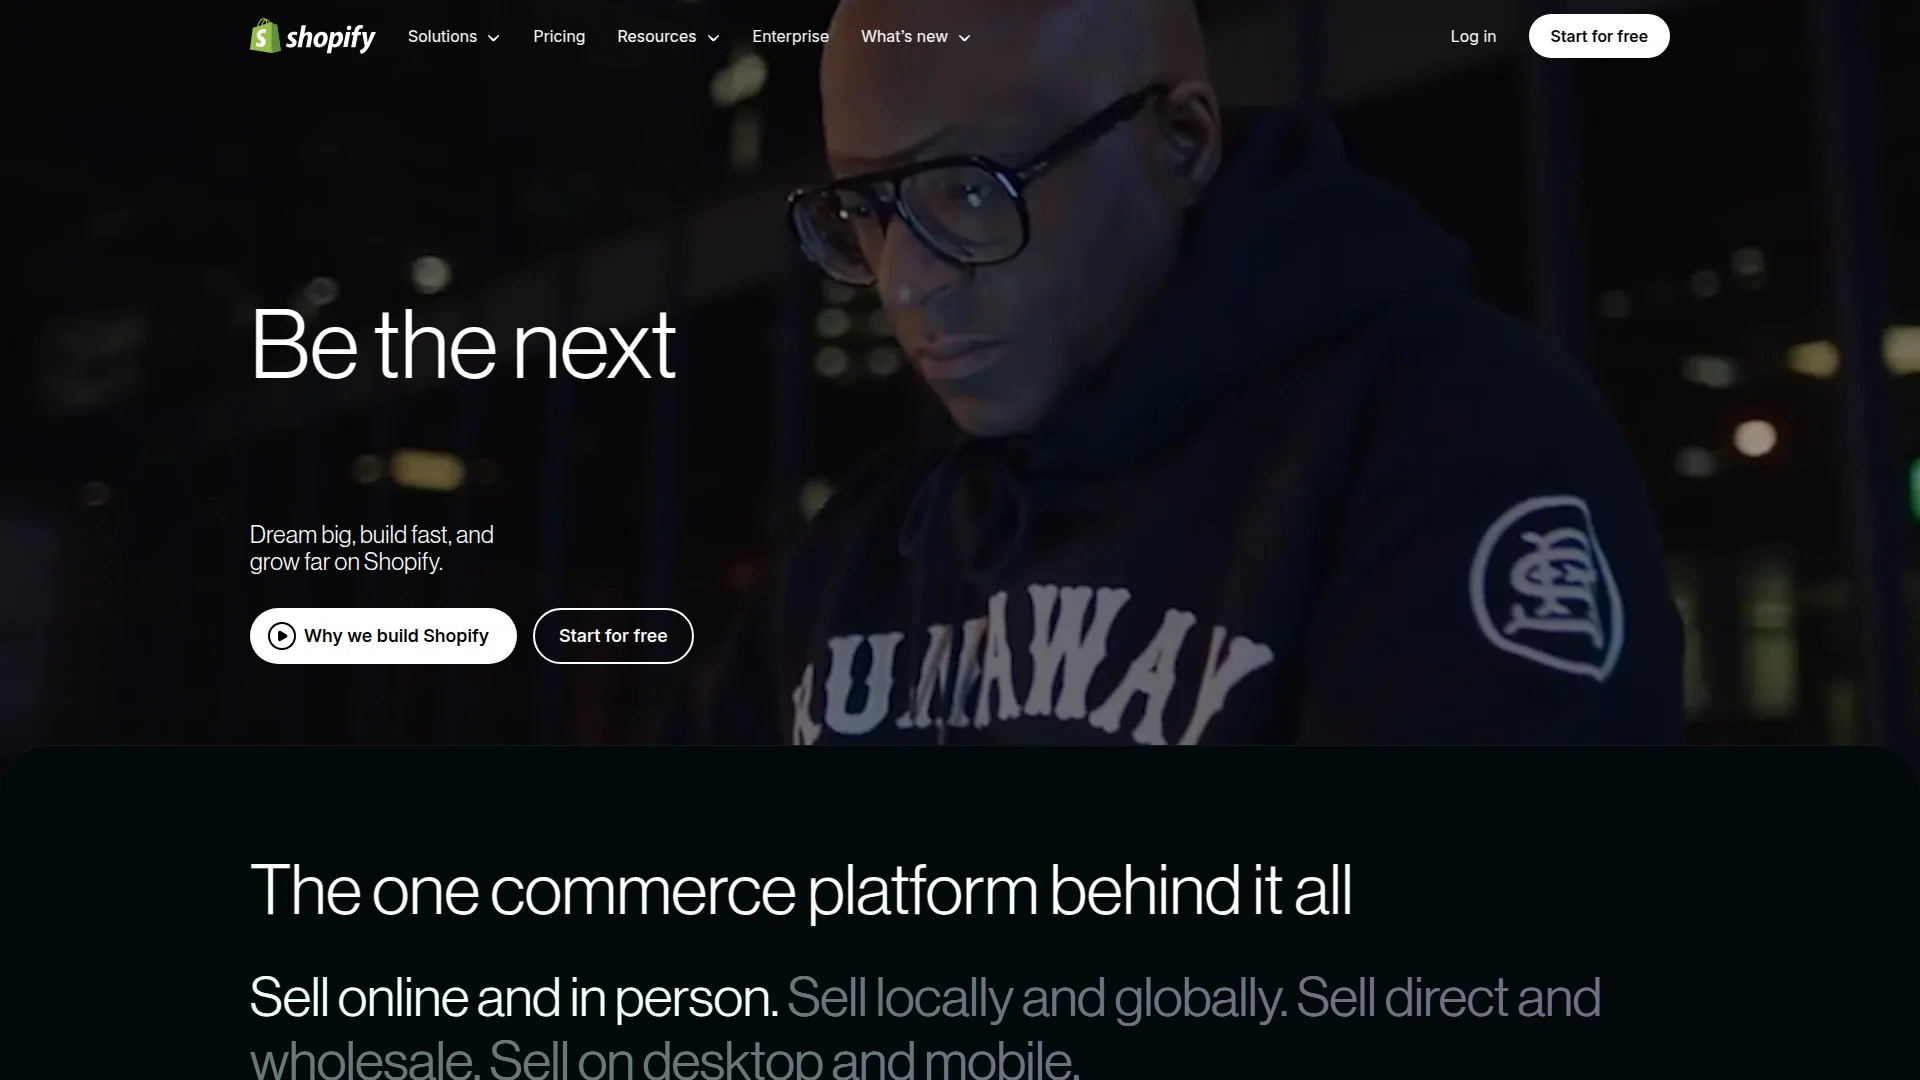 shopify
Solutions
Pricing
Resources
Enterprise
What's new
Log in
Start for free
Be the next
Dream big, build fast, and
grow far on Shopify.
Why we build Shopify
Start for free
RUNAWAY
The one commerce platform behind it all
Sell online and in person. Sell locally and globally. Sell direct and
wholesale. Sell on desktop and mobile.